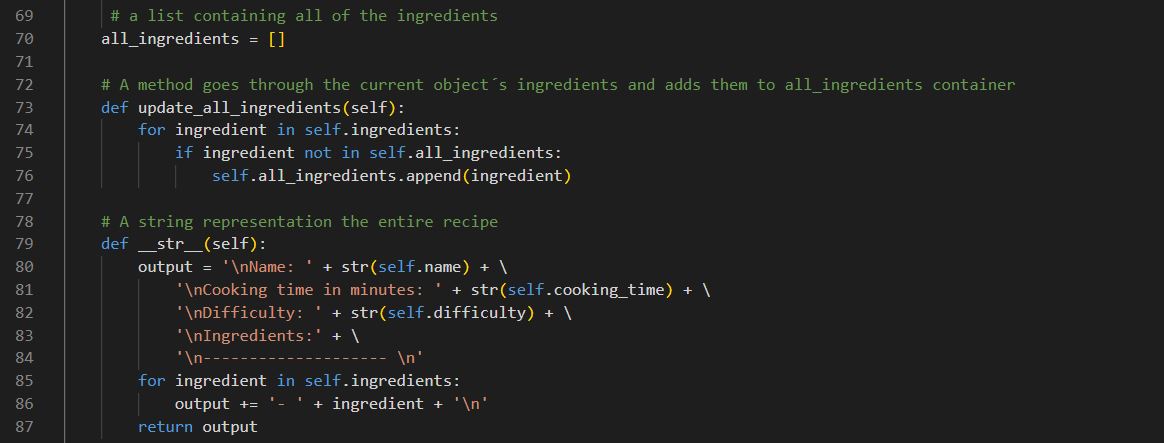 69 # a list containing all of the ingredients
70 all_ingredients = []
71
72 # A method goes through the current object´s ingredients and adds them to all_ingredients container
73 def update_all_ingredients(self):
74 for ingredient in self.ingredients:
75 if ingredient not in self.all_ingredients:
76 self.all_ingredients.append(ingredient)
77
78 # A string representation the entire recipe
79 def __str__(self):
80 output = '\nName: ' + str(self.name) + \
81 '\nCooking time in minutes: ' + str(self.cooking_time) + \
82 '\nDifficulty: ' + str(self.difficulty) + \
83 '\nIngredients:' + \
84 '\n-------------------- \n'
85 for ingredient in self.ingredients:
86 output += '- ' + ingredient + '\n'
87 return output